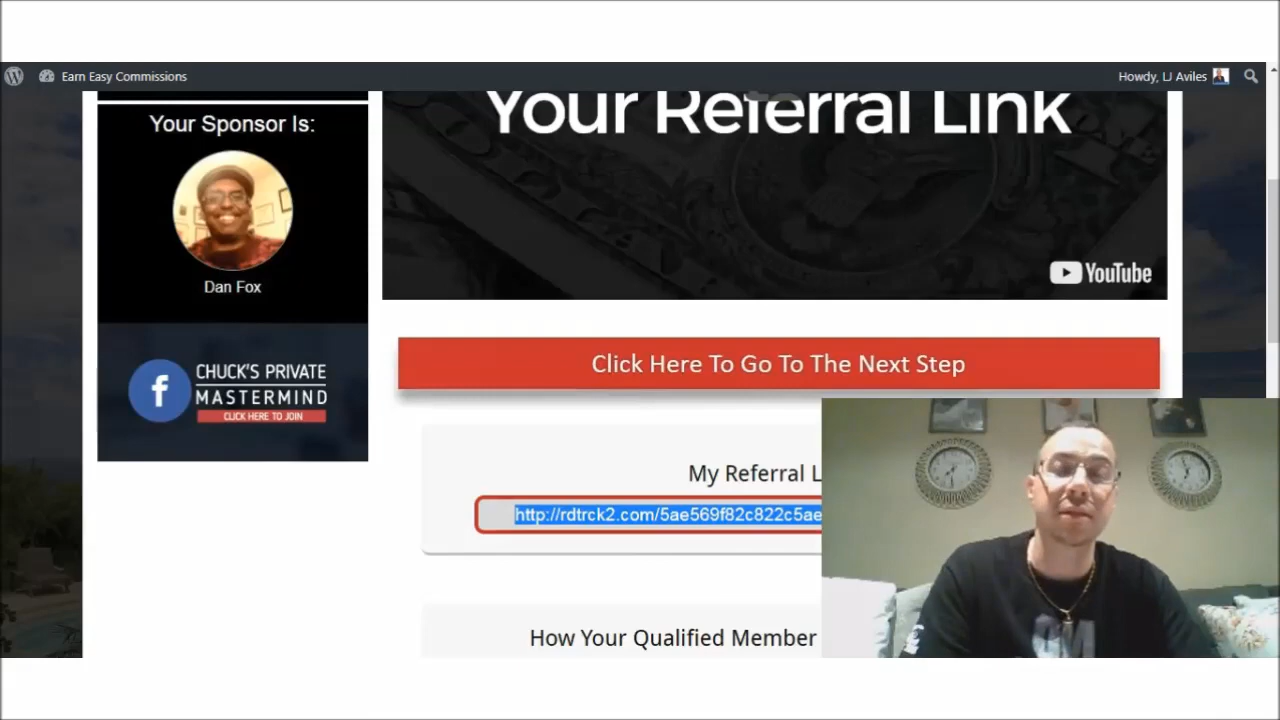 Earn Easy Commissions
Howdy, LJ Aviles
Your Sponsor Is:
Dan Fox
CHUCK'S PRIVATE
MASTERMIND
CLICK HERE TO JOIN
Your Referral Link
YouTube
Click Here To Go To The Next Step
My Referral L
http://rdtrck2.com/5ae569f82c822c5ae
How Your Qualified Member